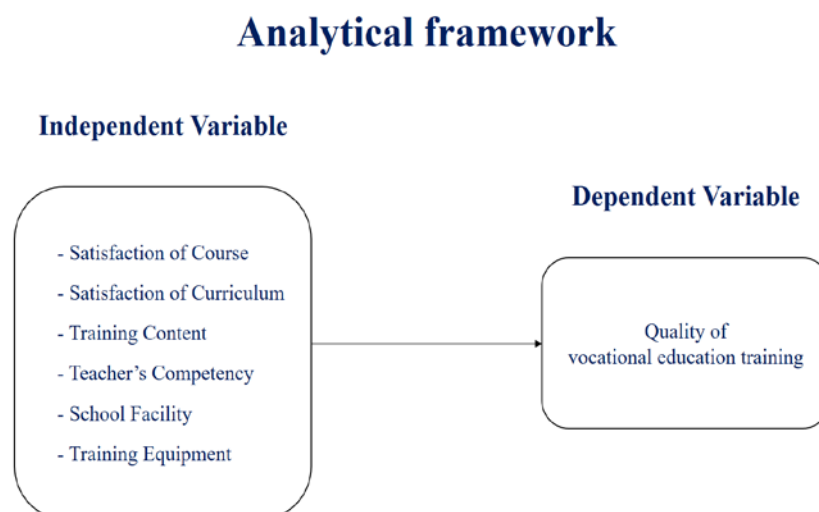 Analytical framework
Independent Variable
- Satisfaction of Course
- Satisfaction of Curriculum
- Training Content
- Teacher’s Competency
- School Facility
- Training Equipment
Dependent Variable
Quality of
vocational education training